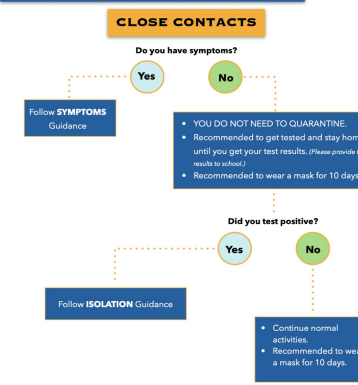 CLOSE CONTACTS
Do you have symptoms?
Yes
No
Follow SYMPTOMS
Guidance
• YOU DO NOT NEED TO QUARANTINE.
• Recommended to get tested and stay hom
until you get your test results. (Please provide
results to school.)
• Recommended to wear a mask for 10 days
Did you test positive?
Yes
No
Follow ISOLATION Guidance
• Continue normal
activities.
• Recommended to wea
a mask for 10 days.